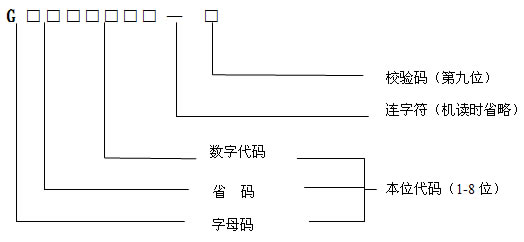 G□□□□□□□—□
校验码（第九位）
连字符（机读时省略）
数字代码
省 码
本位代码（1-8 位）
字母码